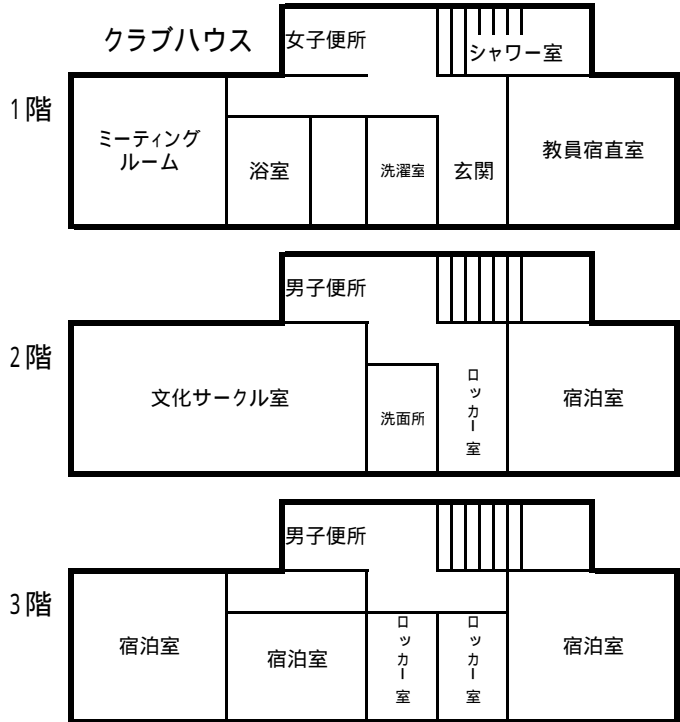 クラブハウス
女子便所
シャワー室
1階
ミーティング
ルーム
浴室
洗濯室
玄関
教員宿直室
男子便所
2階
文化サークル室
洗面所
ロッカー室
宿泊室
男子便所
3階
宿泊室
宿泊室
ロッカー室
ロッカー室
宿泊室